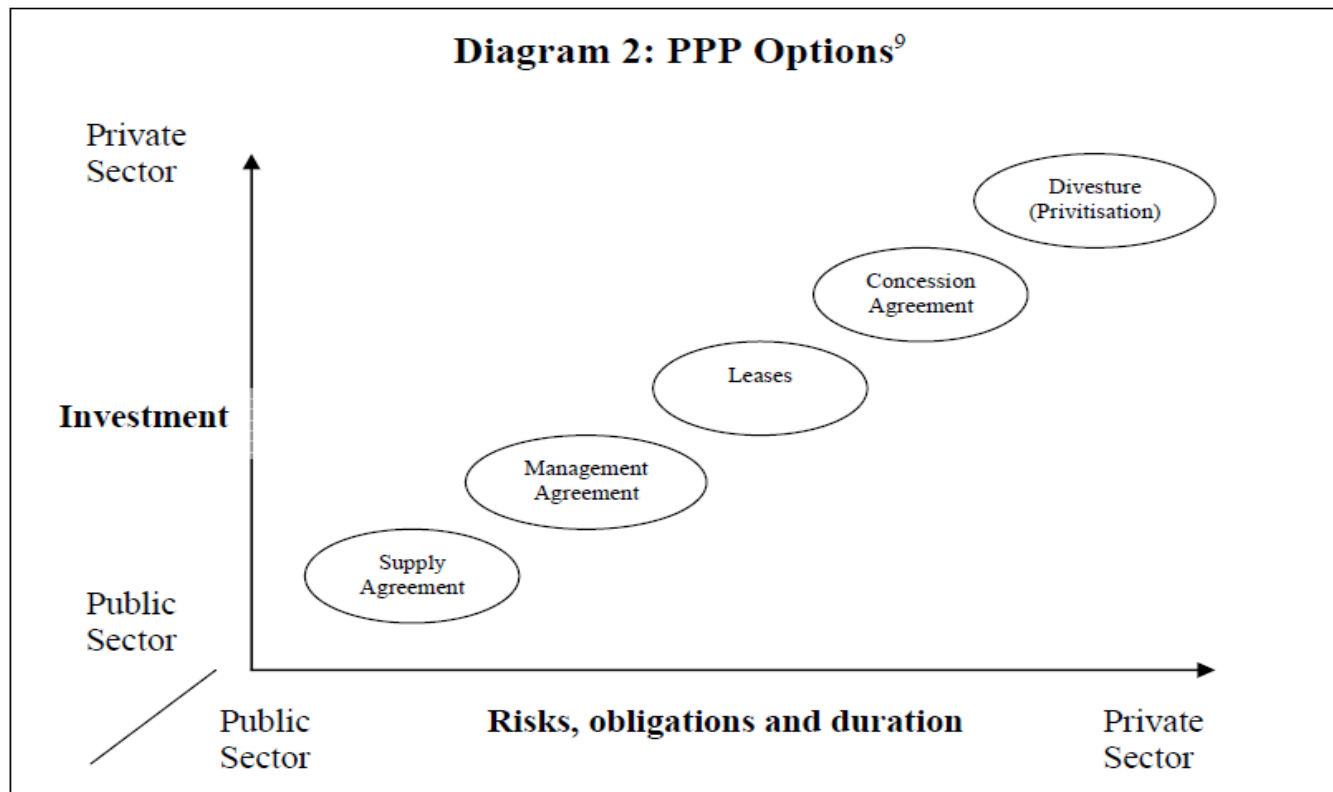 Diagram 2: PPP Options⁹
Private
Sector
Divesture
(Privitisation)
Concession
Agreement
Leases
Investment
Management
Agreement
Supply
Agreement
Public
Sector
Public
Sector
Risks, obligations and duration
Private
Sector